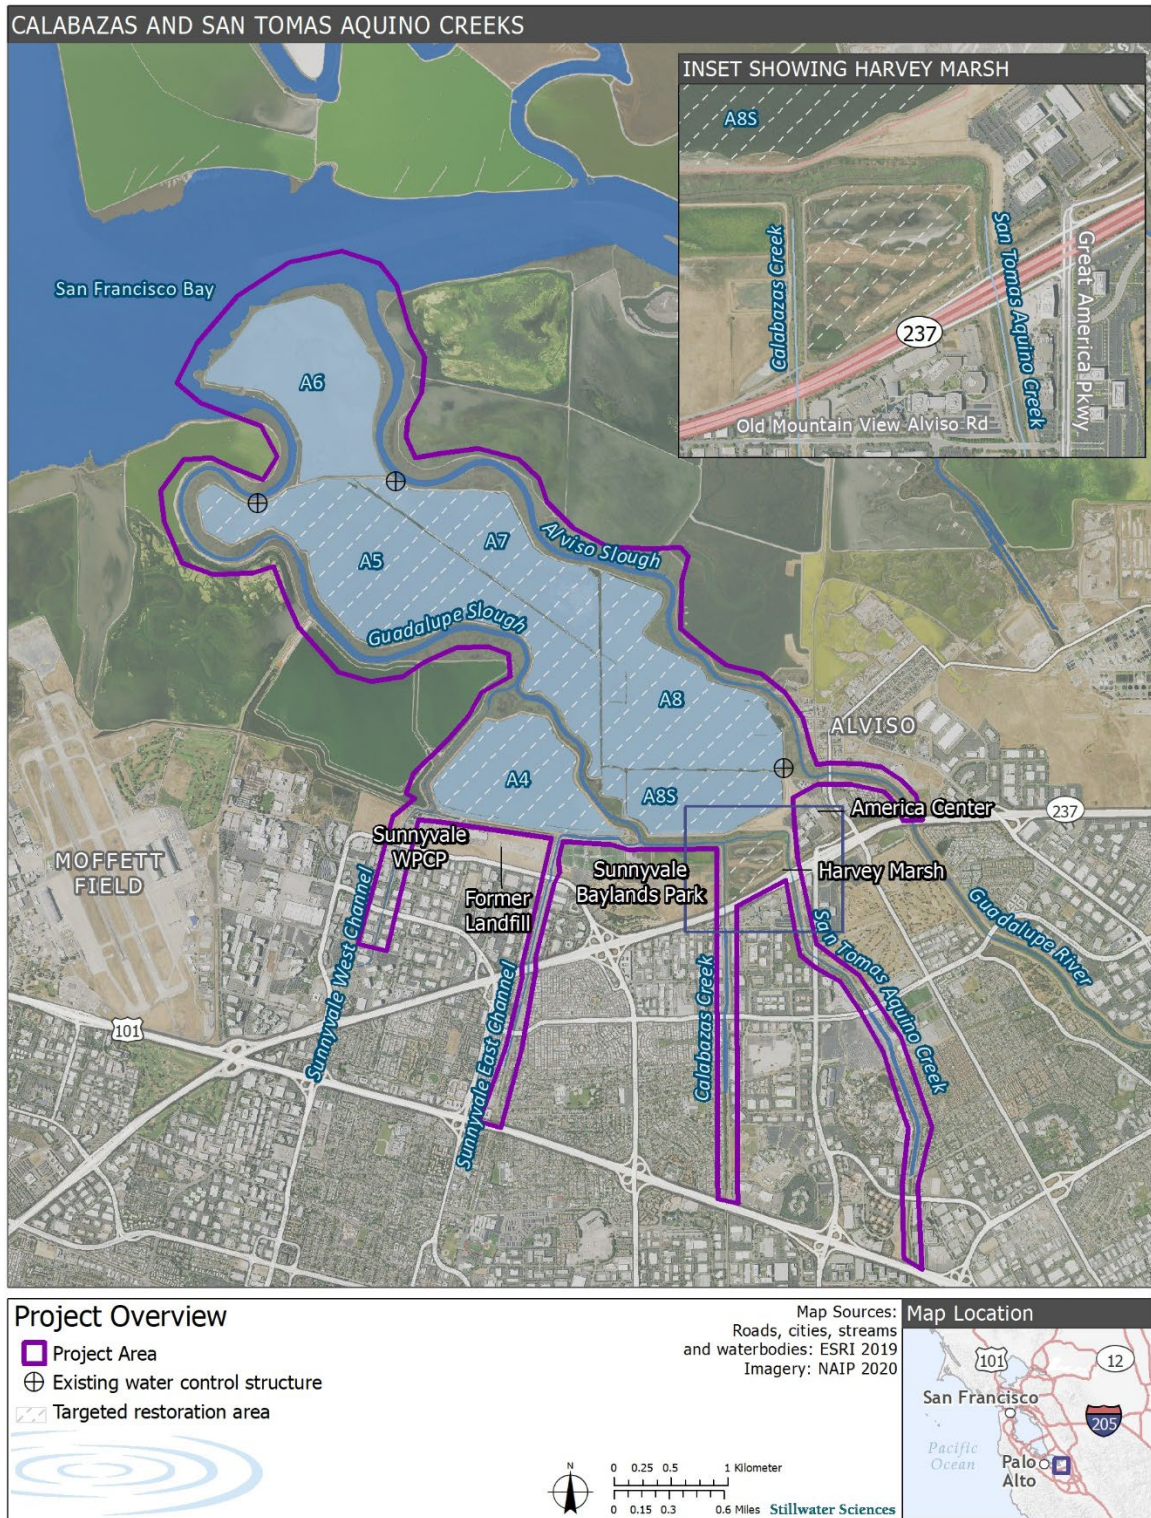 CALABAZAS AND SAN TOMAS AQUINO CREEKS
INSET SHOWING HARVEY MARSH
A8S
Calabazas Creek
San Tomas Aquino Creek
Great America Pkwy
237
Old Mountain View Alviso Rd
San Francisco Bay
A6
A7
A5
Alviso Slough
Guadalupe Slough
A8
A4
A8S
ALVISO
237
America Center
MOFFETT
FIELD
Sunnyvale
WPCP
Former
Landfill
Sunnyvale
Baylands Park
Harvey Marsh
Guadalupe River
Sunnyvale West Channel
Sunnyvale East Channel
Calabazas Creek
San Tomas Aquino Creek
101
Project Overview
Project Area
Existing water control structure
Targeted restoration area
Map Sources:
Roads, cities, streams
and waterbodies: ESRI 2019
Imagery: NAIP 2020
N
0 0.25 0.5 1 Kilometer
0 0.15 0.3 0.6 Miles
Stillwater Sciences
Map Location
101
12
San Francisco
205
Pacific
Ocean
Palo
Alto